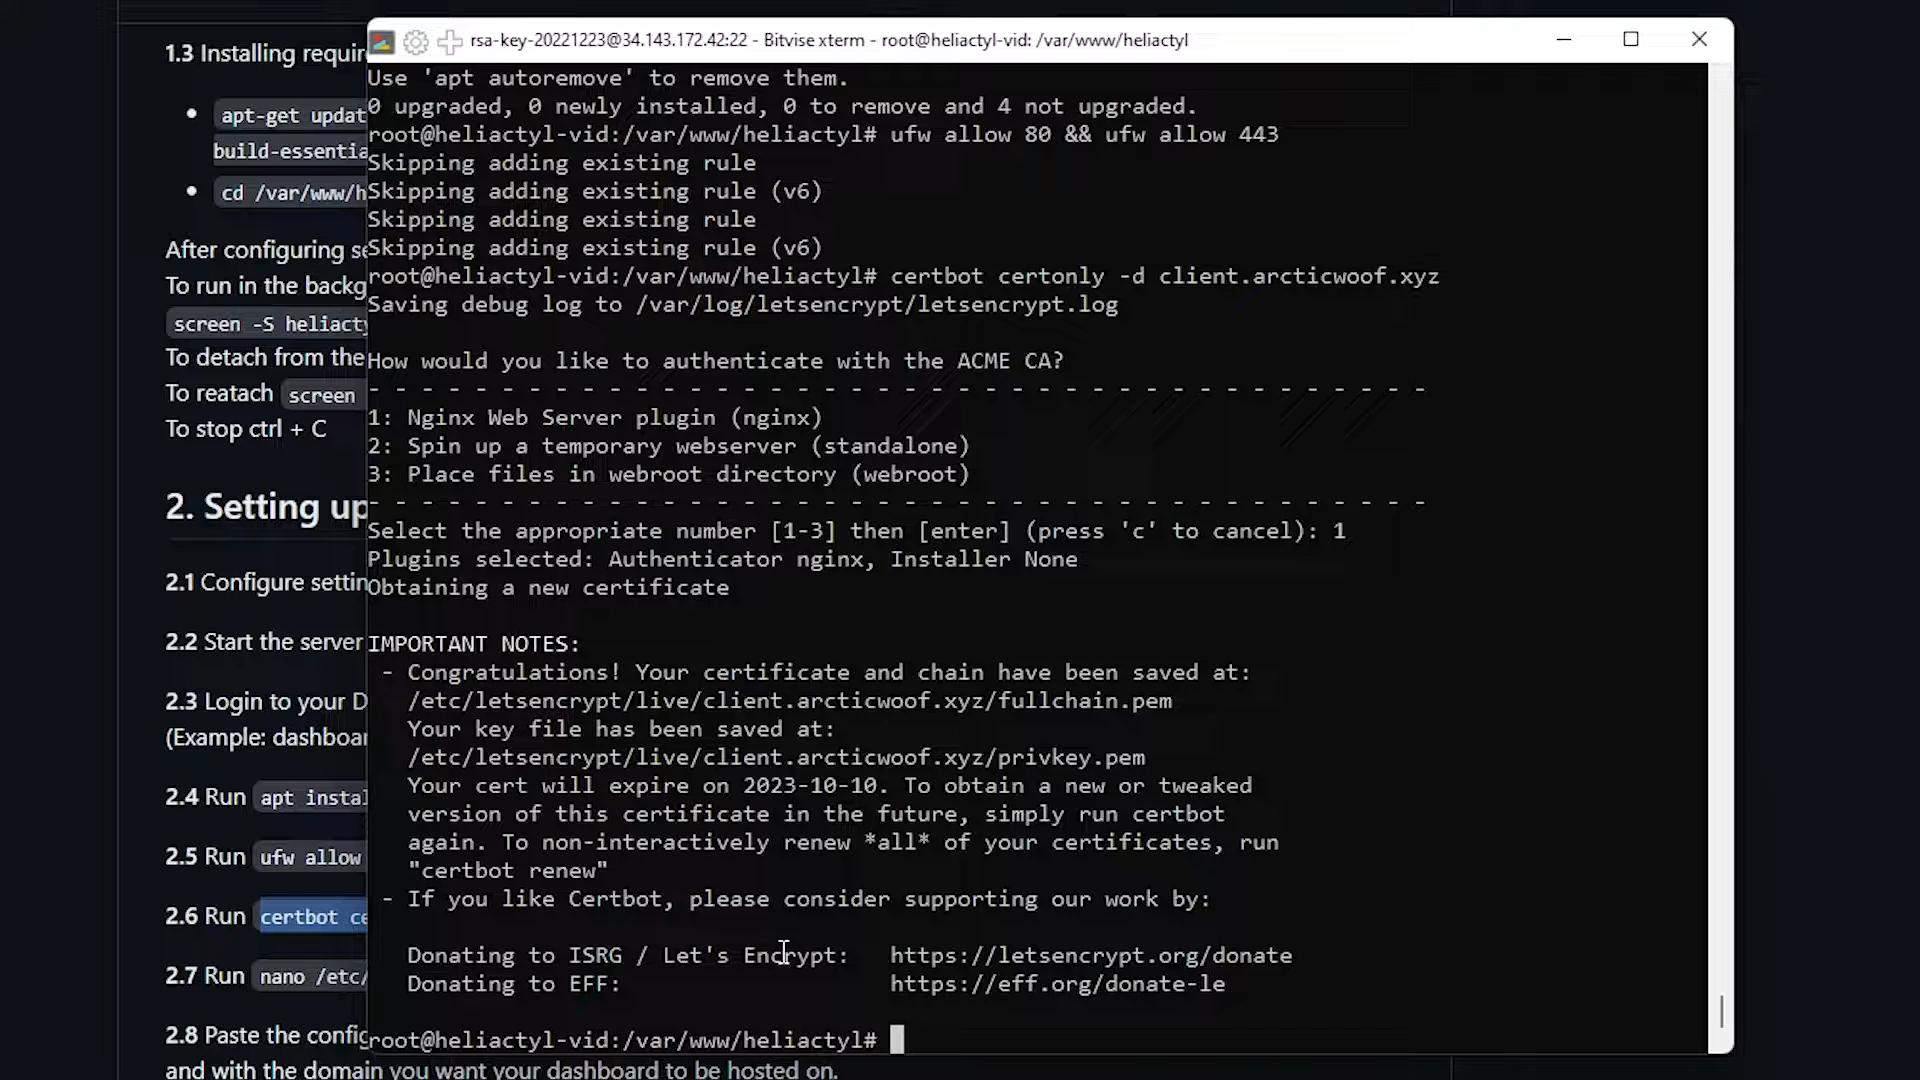 1.3 Installing requir
apt-get updat
build-essentia
cd /var/www/h
After configuring se
To run in the backg
screen -S heliacty
To detach from the
To reatach screen
To stop ctrl + C
2. Setting up
2.1 Configure settin
2.2 Start the server
2.3 Login to your D
(Example: dashboar
2.4 Run apt instal
2.5 Run ufw allow
2.6 Run certbot ce
2.7 Run nano /etc/
2.8 Paste the config
and with the domain you want your dashboard to be hosted on.
rsa-key-20221223@34.143.172.42:22 - Bitvise xterm - root@heliactyl-vid: /var/www/heliactyl
Use 'apt autoremove' to remove them.
0 upgraded, 0 newly installed, 0 to remove and 4 not upgraded.
root@heliactyl-vid:/var/www/heliactyl# ufw allow 80 && ufw allow 443
Skipping adding existing rule
Skipping adding existing rule (v6)
Skipping adding existing rule
Skipping adding existing rule (v6)
root@heliactyl-vid:/var/www/heliactyl# certbot certonly -d client.arcticwoof.xyz
Saving debug log to /var/log/letsencrypt/letsencrypt.log
How would you like to authenticate with the ACME CA?
- - - - - - - - - - - - - - - - - - - - - - - - - - - - - - - - - - - - - - - -
1: Nginx Web Server plugin (nginx)
2: Spin up a temporary webserver (standalone)
3: Place files in webroot directory (webroot)
- - - - - - - - - - - - - - - - - - - - - - - - - - - - - - - - - - - - - - - -
Select the appropriate number [1-3] then [enter] (press 'c' to cancel): 1
Plugins selected: Authenticator nginx, Installer None
Obtaining a new certificate
IMPORTANT NOTES:
- Congratulations! Your certificate and chain have been saved at:
/etc/letsencrypt/live/client.arcticwoof.xyz/fullchain.pem
Your key file has been saved at:
/etc/letsencrypt/live/client.arcticwoof.xyz/privkey.pem
Your cert will expire on 2023-10-10. To obtain a new or tweaked
version of this certificate in the future, simply run certbot
again. To non-interactively renew *all* of your certificates, run
"certbot renew"
- If you like Certbot, please consider supporting our work by:
Donating to ISRG / Let's Encrypt: https://letsencrypt.org/donate
Donating to EFF: https://eff.org/donate-le
root@heliactyl-vid:/var/www/heliactyl#